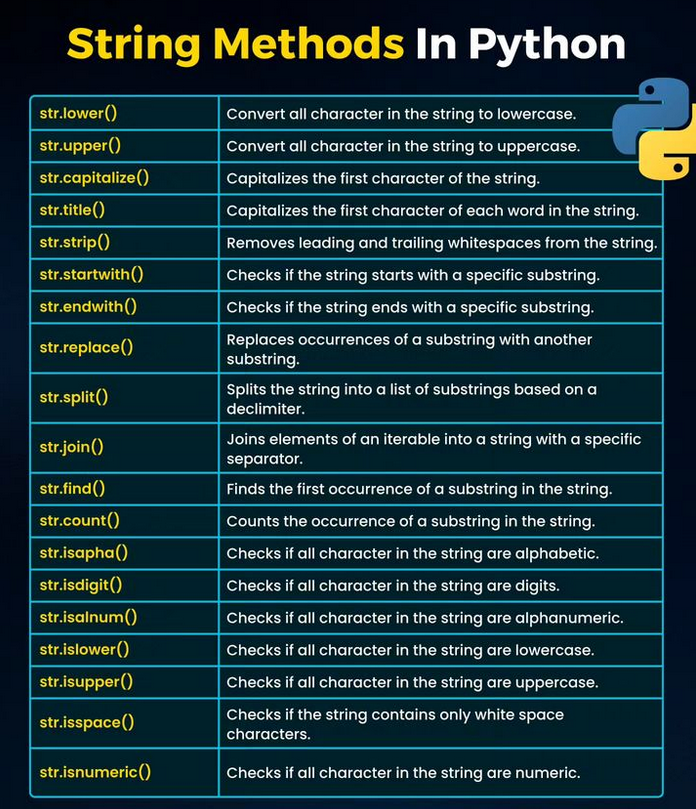 String Methods In Python
str.lower()
Convert all character in the string to lowercase.
str.upper()
Convert all character in the string to uppercase.
str.capitalize()
Capitalizes the first character of the string.
str.title()
Capitalizes the first character of each word in the string.
str.strip()
Removes leading and trailing whitespaces from the string.
str.startwith()
Checks if the string starts with a specific substring.
str.endwith()
Checks if the string ends with a specific substring.
str.replace()
Replaces occurrences of a substring with another
substring.
str.split()
Splits the string into a list of substrings based on a
declimiter.
str.join()
Joins elements of an iterable into a string with a specific
separator.
str.find()
Finds the first occurrence of a substring in the string.
str.count()
Counts the occurrence of a substring in the string.
str.isapha()
Checks if all character in the string are alphabetic.
str.isdigit()
Checks if all character in the string are digits.
str.isalnum()
Checks if all character in the string are alphanumeric.
str.islower()
Checks if all character in the string are lowercase.
str.isupper()
Checks if all character in the string are uppercase.
str.isspace()
Checks if the string contains only white space
characters.
str.isnumeric()
Checks if all character in the string are numeric.